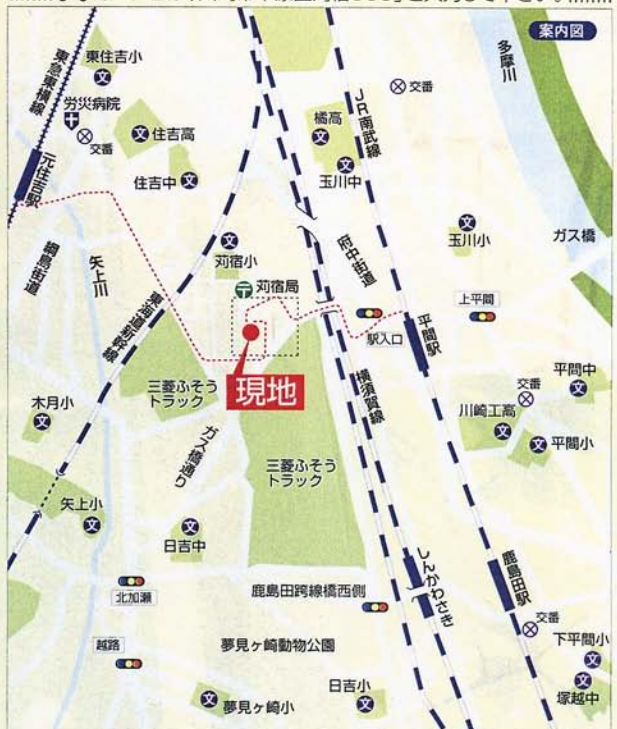 案内図
東急東横線
東住吉小
労災病院
交番
住吉高
住吉中
元住吉駅
綱島街道
矢上川
東海道新幹線
苅宿小
苅宿局
橘高
玉川中
JR南武線
交番
多摩川
玉川小
ガス橋
府中街道
上平間
駅入口
平間駅
現地
横須賀線
三菱ふそう
トラック
ガス橋通り
三菱ふそう
トラック
木月小
矢上小
日吉中
平間中
交番
川崎工高
平間小
しんかわさき
鹿島田駅
北加瀬
鹿島田跨線橋西側
越路
夢見ヶ崎動物公園
交番
下平間小
塚越中
夢見ヶ崎小
日吉小